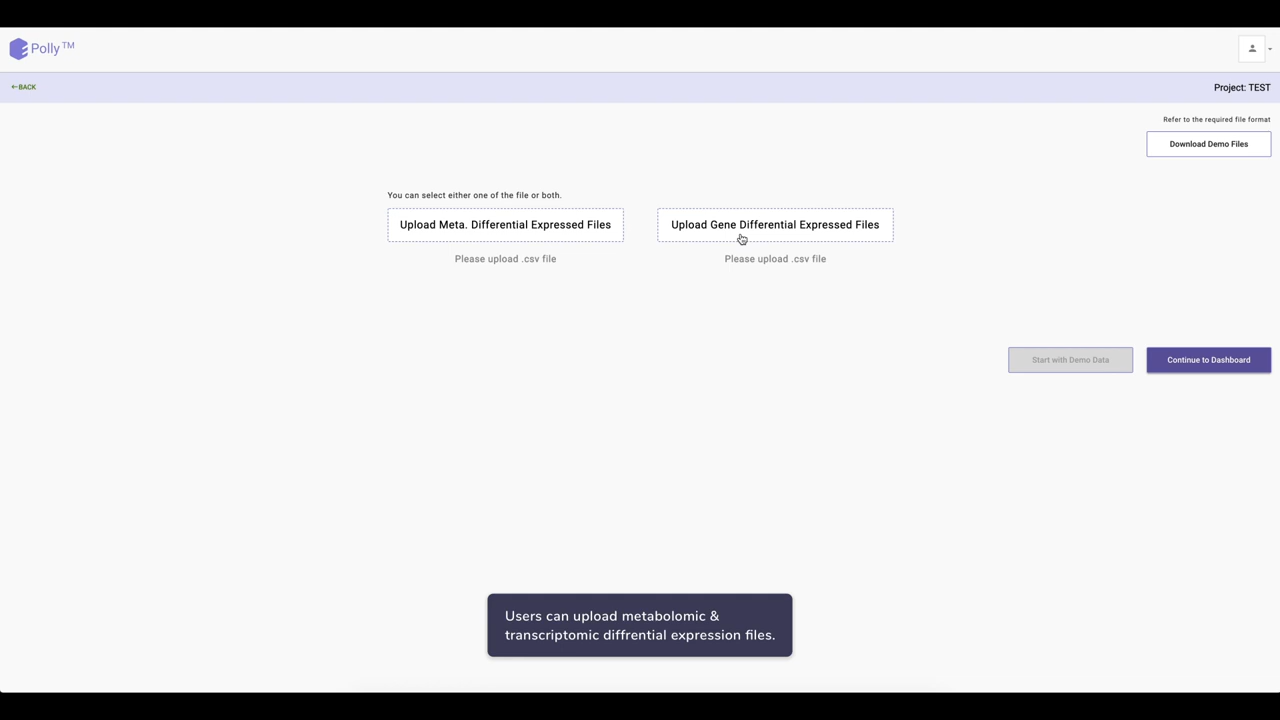 Polly™
←BACK
Project: TEST
Refer to the required file format
Download Demo Files
You can select either one of the file or both.
Upload Meta. Differential Expressed Files
Upload Gene Differential Expressed Files
Please upload .csv file
Please upload .csv file
Start with Demo Data
Continue to Dashboard
Users can upload metabolomic &
transcriptomic diffrential expression files.